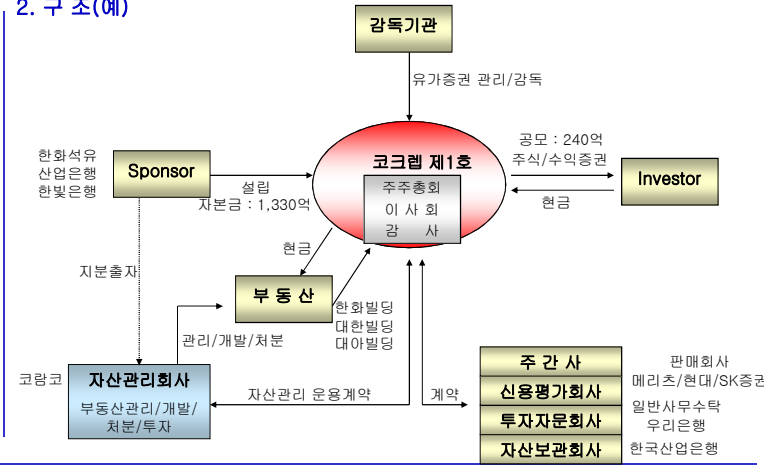 2. 구 조(예)
감독기관
유가증권 관리/감독
한화석유
산업은행
한빛은행
Sponsor
설립
자본금 : 1,330억
코크렙 제1호
주주총회
이 사 회
감 사
공모 : 240억
주식/수익증권
현금
Investor
지분출자
현금
부 동 산
한화빌딩
대한빌딩
대아빌딩
관리/개발/처분
코람코
자산관리회사
부동산관리/개발/
처분/투자
자산관리 운용계약
계약
주 간 사
신용평가회사
투자자문회사
자산보관회사
판매회사
메리츠/현대/SK증권
일반사무수탁
우리은행
한국산업은행